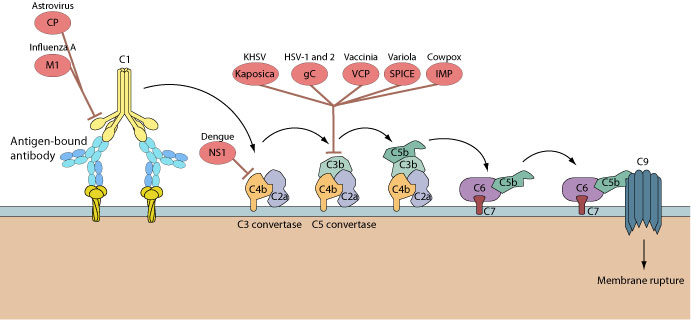 Astrovirus
CP
Influenza A
M1
C1
Antigen-bound
antibody
Dengue
NS1
KHSV
Kaposica
HSV-1 and 2
gC
Vaccinia
VCP
Variola
SPICE
Cowpox
IMP
C4b
C2a
C3 convertase
C3b
C4b
C2a
C5 convertase
C5b
C3b
C4b
C2a
C6
C5b
C7
C6
C5b
C7
C9
Membrane rupture